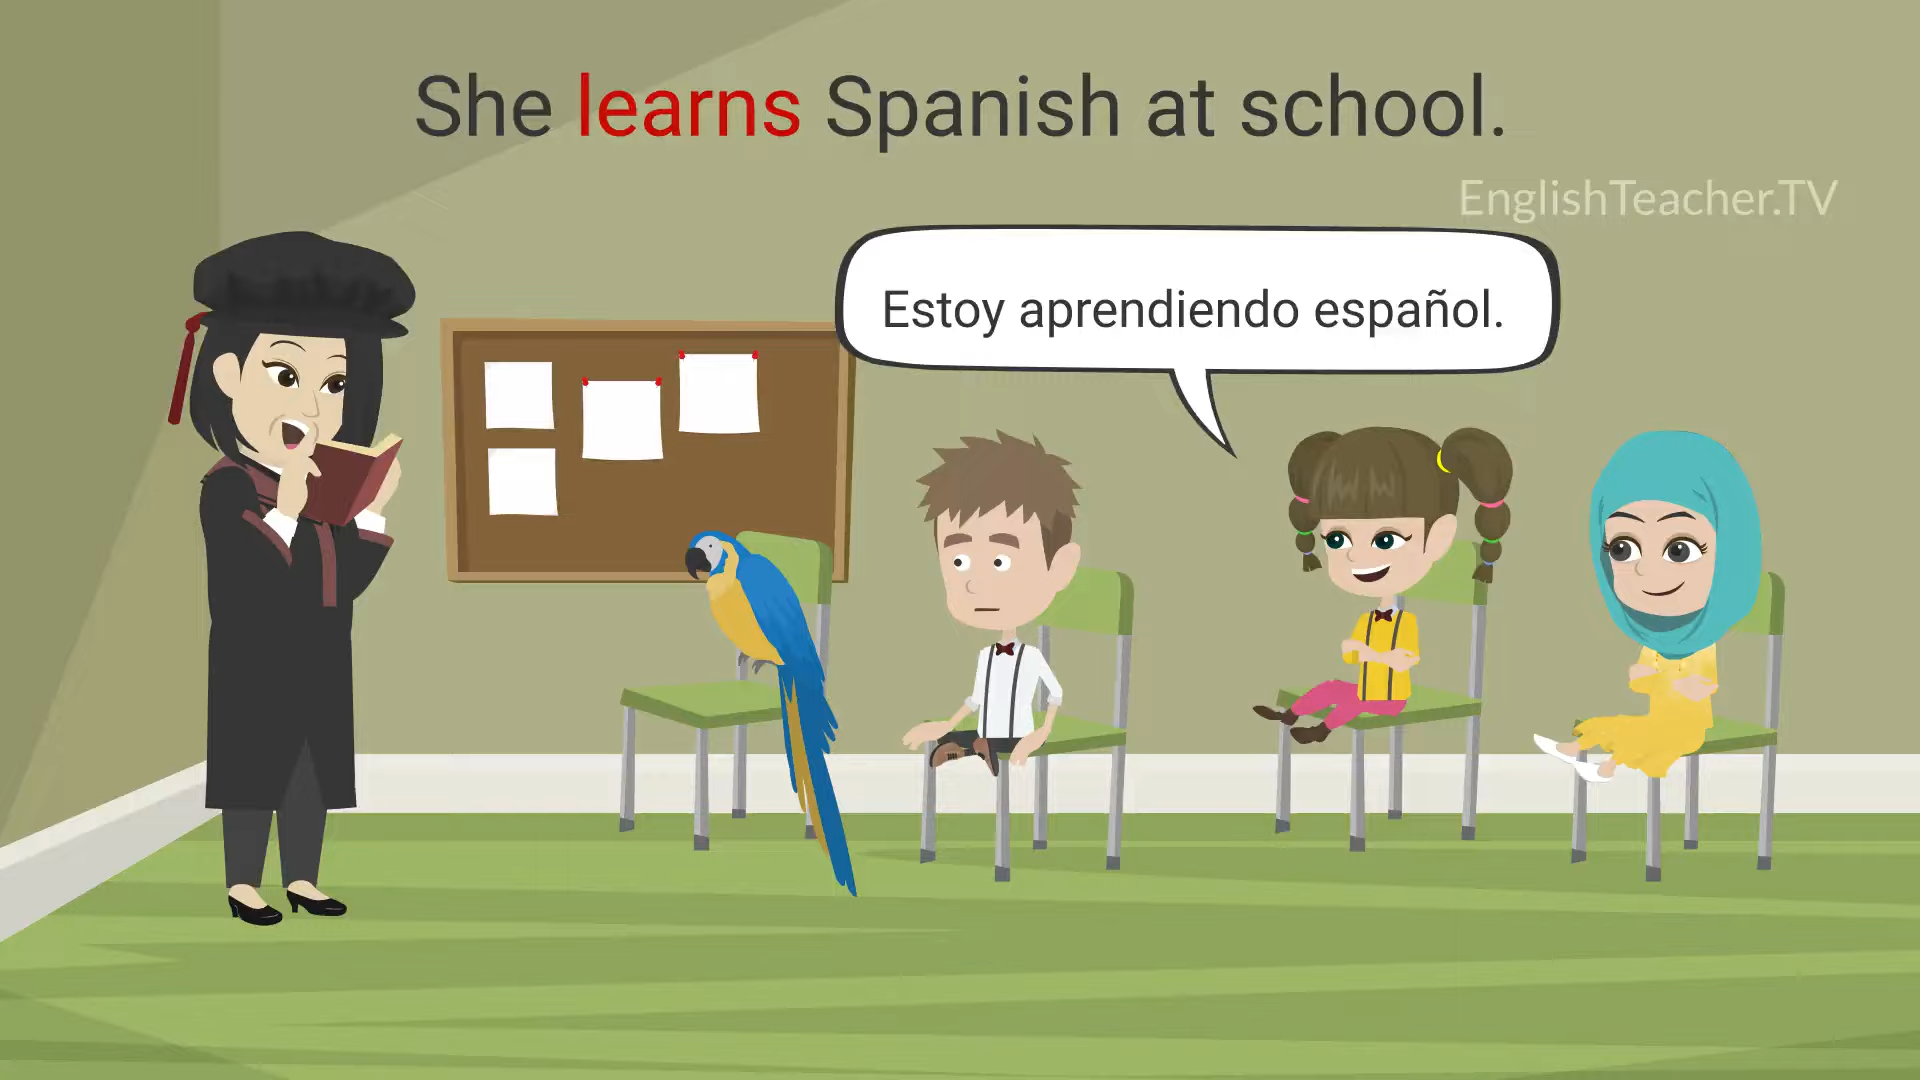 She learns Spanish at school.
EnglishTeacher.TV
Estoy aprendiendo español.